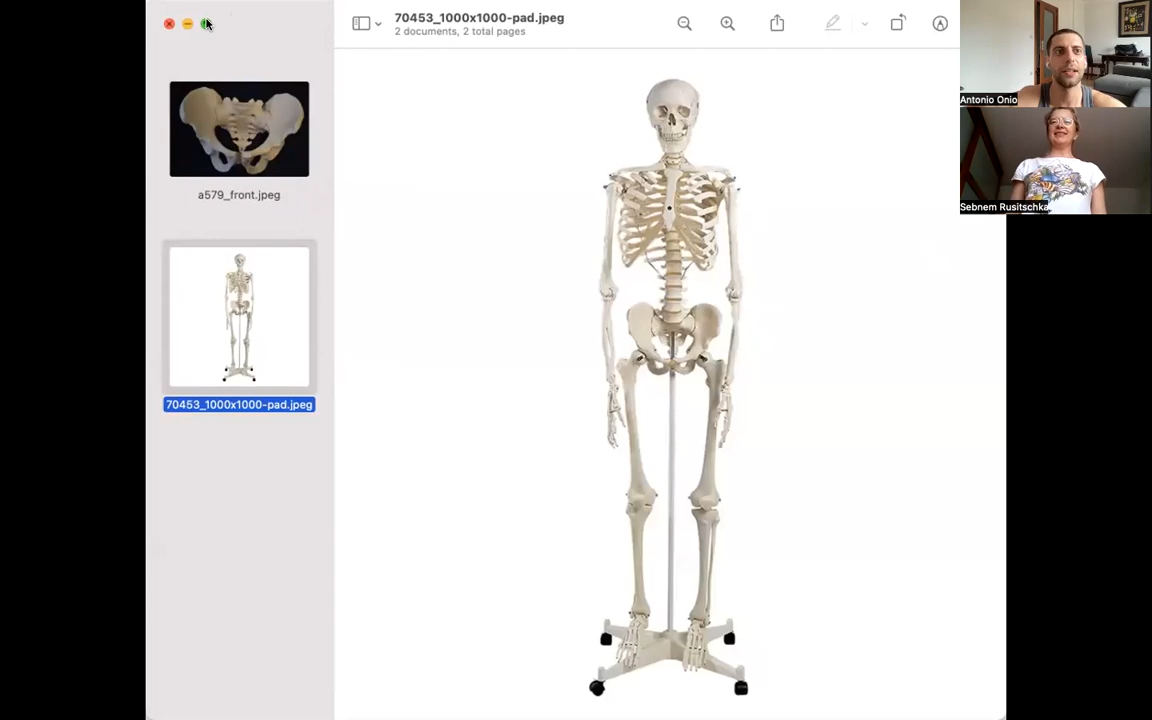 70453_1000x1000-pad.jpeg
2 documents, 2 total pages
a579_front.jpeg
70453_1000x1000-pad.jpeg
Antonio Onio
Sebnem Rusitschka